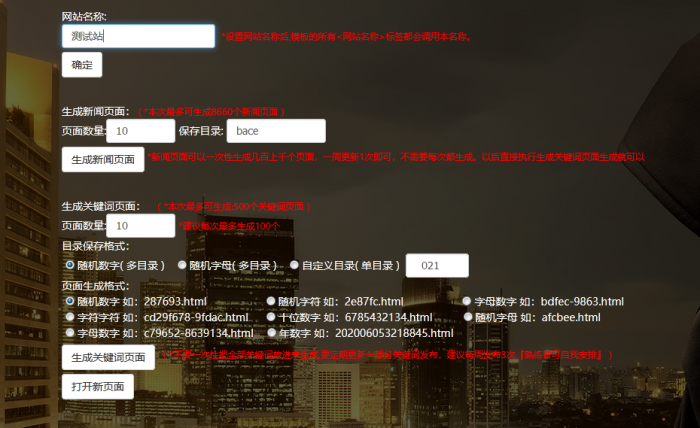 网站名称:
测试站 *设置网站名称后,模板的所有<网站名称>标签都会调用本名称。
确定
生成新闻页面: ( *本次最多可生成8660个新闻页面 )
页面数量: 10 保存目录: bace
生成新闻页面 *新闻页面可以一次性生成几百上千个页面，一周更新1次即可，不需要每次都生成。以后直接执行生成关键词页面生成就可以
生成关键词页面: ( *本次最多可生成500个关键词页面 )
页面数量: 10 *建议每次最多生成100个
目录保存格式:
随机数字( 多目录 ) 随机字母( 多目录 ) 自定义目录( 单目录 ) 021
页面生成格式:
随机数字 如: 287693.html 随机字符 如: 2e87fc.html 字母数字 如: bdfec-9863.html
字符字符 如: cd29f678-9fdac.html 十位数字 如: 6785432134.html 随机字母 如: afcbee.html
字母数字 如: c79652-8639134.html 年数字 如: 202006053218845.html
生成关键词页面
打开新页面